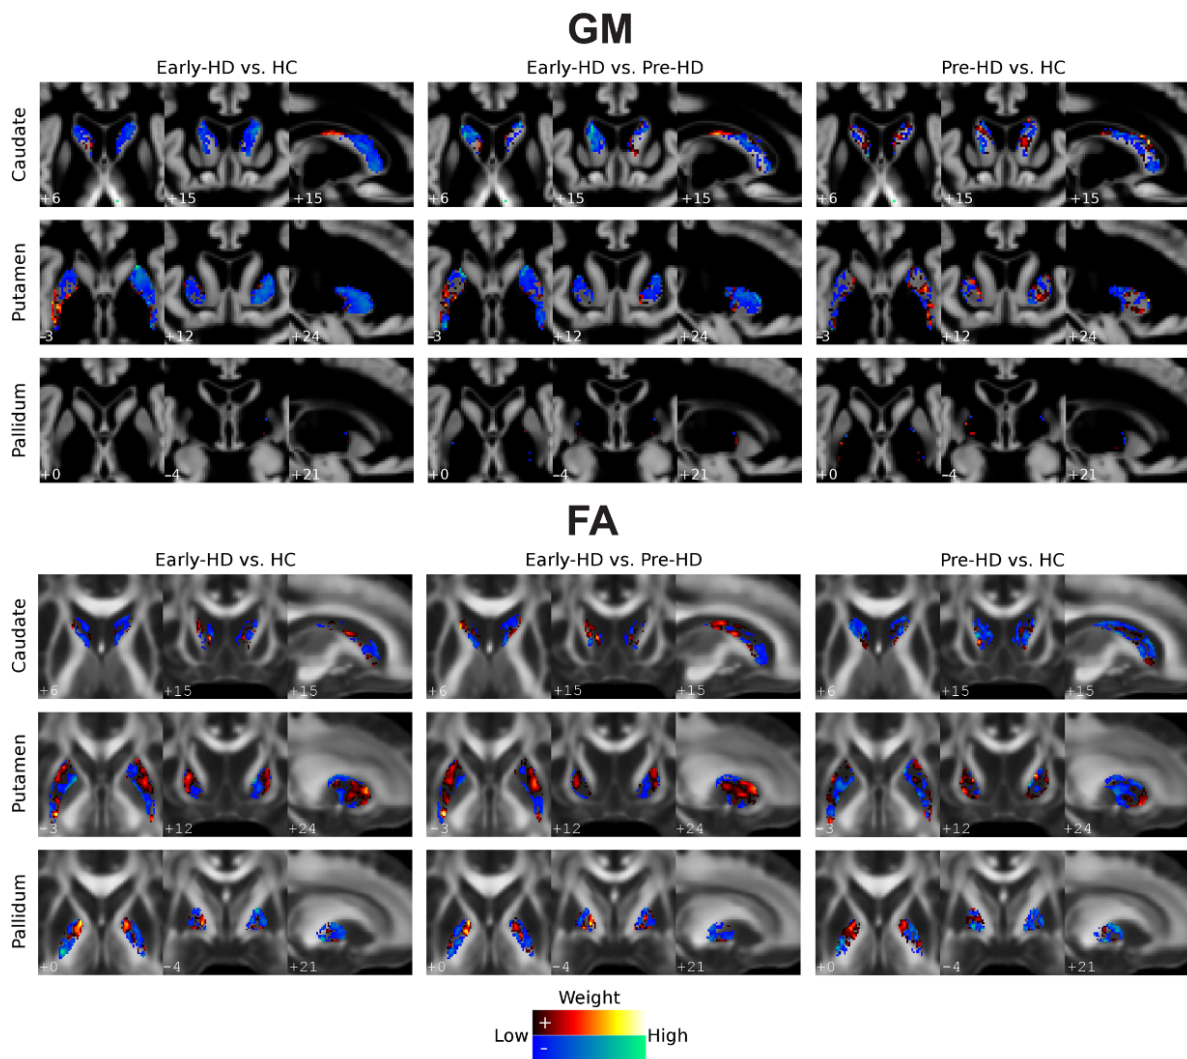 GM
Early-HD vs. HC
Early-HD vs. Pre-HD
Pre-HD vs. HC
Caudate
+6 +15 +15 +6 +15 +15 +6 +15 +15
Putamen
-3 +12 +24 -3 +12 +24 -3 +12 +24
Pallidum
+0 -4 +21 +0 -4 +21 +0 -4 +21
FA
Early-HD vs. HC
Early-HD vs. Pre-HD
Pre-HD vs. HC
Caudate
+6 +15 +15 +6 +15 +15 +6 +15 +15
Putamen
-3 +12 +24 -3 +12 +24 -3 +12 +24
Pallidum
+0 -4 +21 +0 -4 +21 +0 -4 +21
Weight
Low + High
-